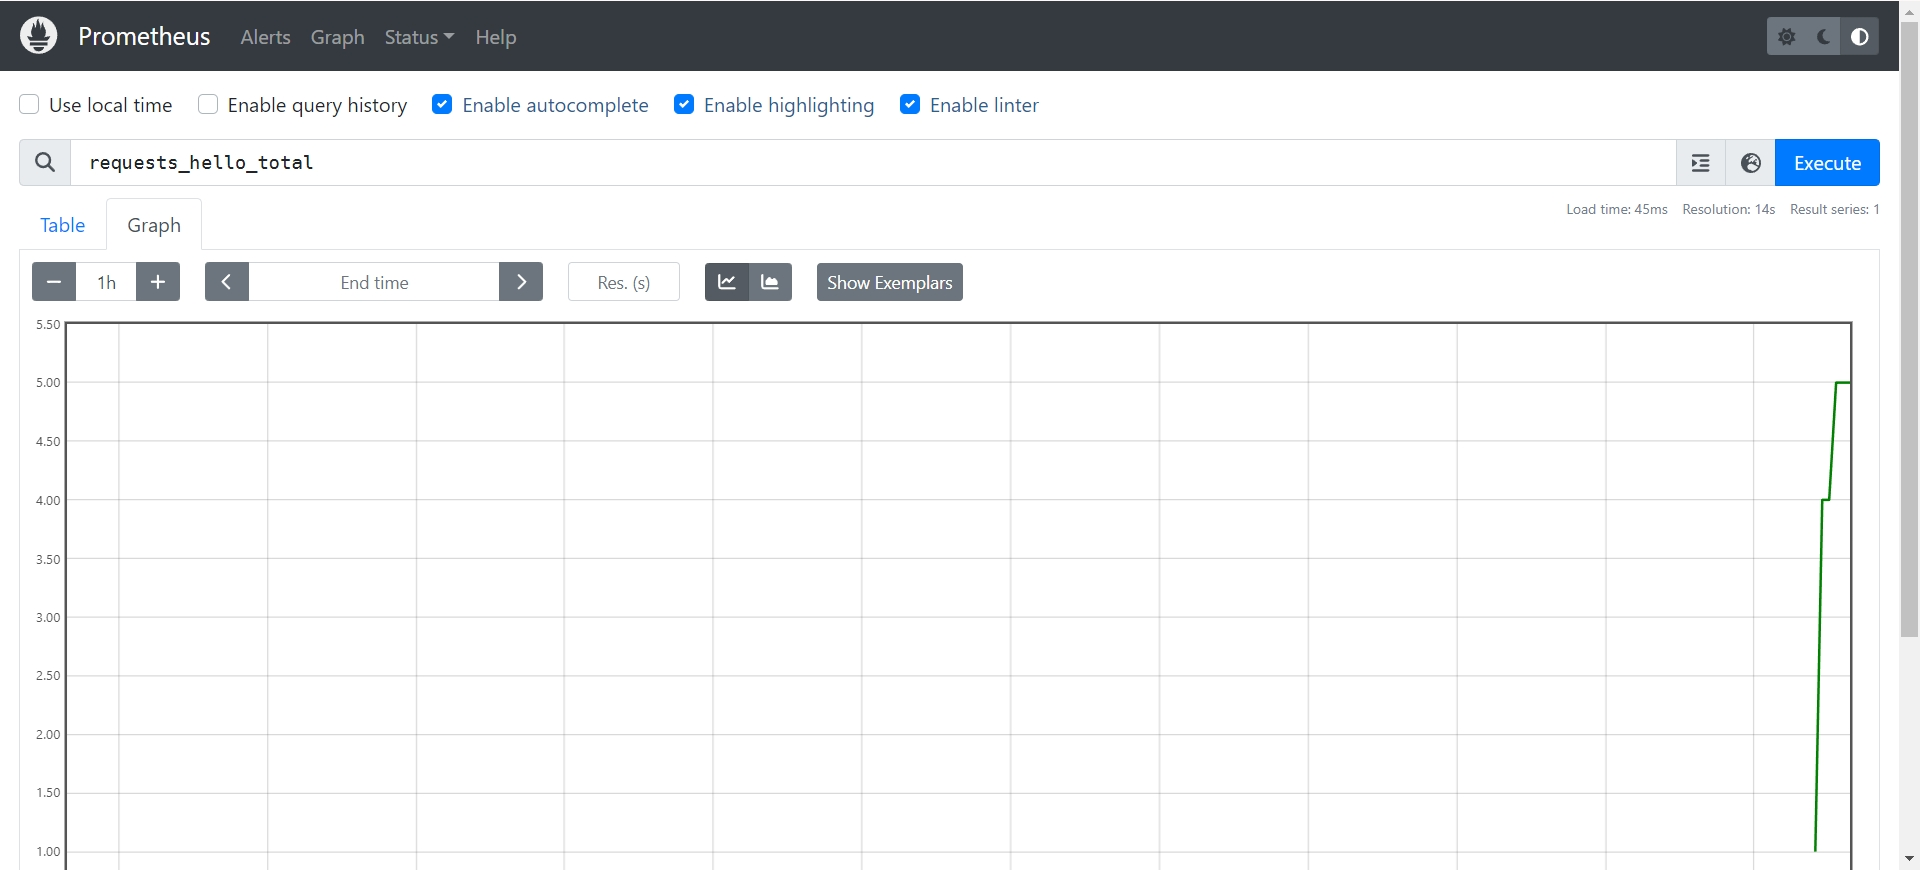 Prometheus Alerts Graph Status Help
Use local time Enable query history Enable autocomplete Enable highlighting Enable linter
requests_hello_total Execute
Table Graph Load time: 45ms Resolution: 14s Result series: 1
1h End time Res. (s) Show Exemplars
5.50
5.00
4.50
4.00
3.50
3.00
2.50
2.00
1.50
1.00